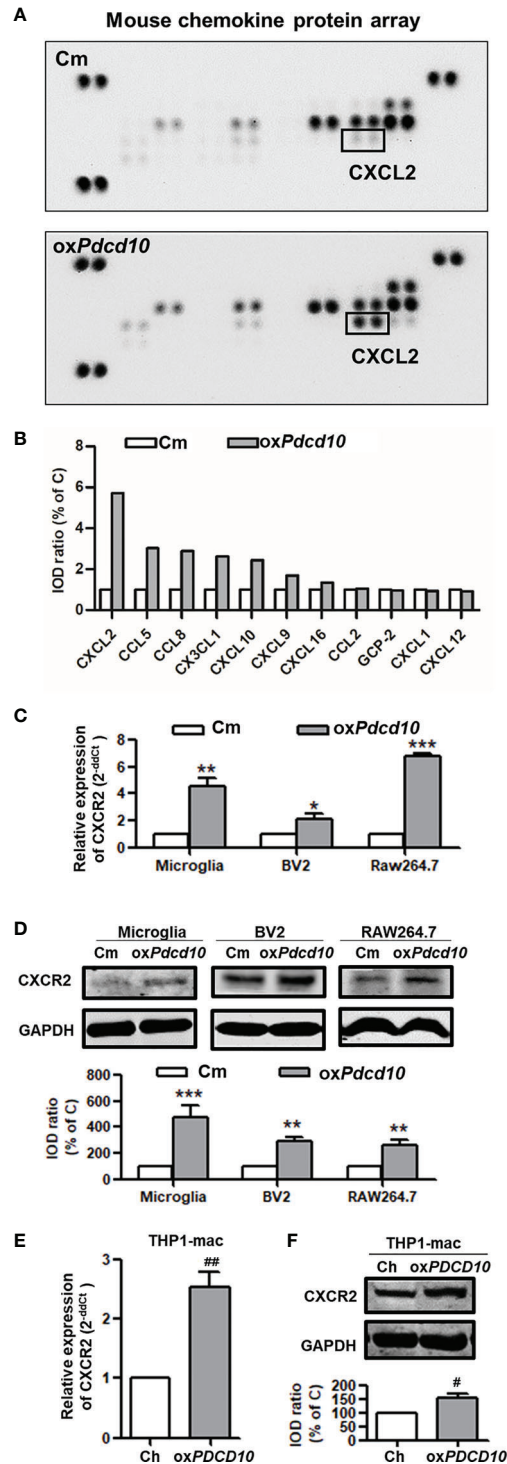 A
Mouse chemokine protein array
Cm
CXCL2
oxPdcd10
CXCL2
B
Cm oxPdcd10
IOD ratio (% of C)
8
6
4
2
0
CXCL2 CCL5 CCL8 CX3CL1 CXCL10 CXCL9 CXCL16 CCL2 GCP-2 CXCL1 CXCL12
C
Cm oxPdcd10
Relative expression
of CXCR2 (2-ddCt)
8
6
4
2
0
** * ***
Microglia BV2 Raw264.7
D
Microglia BV2 RAW264.7
Cm oxPdcd10 Cm oxPdcd10 Cm oxPdcd10
CXCR2
GAPDH
Cm oxPdcd10
IOD ratio
(% of C)
800
600
400
200
0
*** ** **
Microglia BV2 RAW264.7
E
THP1-mac
Relative expression
of CXCR2 (2-ddCt)
3
2
1
0
##
Ch oxPDCD10
F
THP1-mac
Ch oxPDCD10
CXCR2
GAPDH
IOD ratio
(% of C)
200
150
100
50
0
#
Ch oxPDCD10